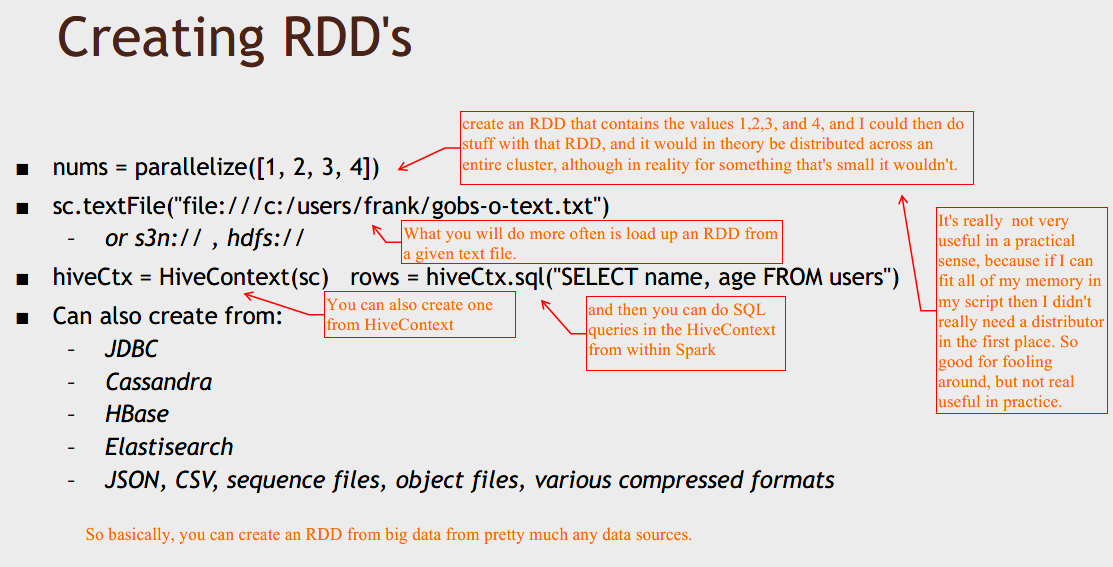 Creating RDD's
create an RDD that contains the values 1,2,3, and 4, and I could then do
stuff with that RDD, and it would in theory be distributed across an
entire cluster, although in reality for something that's small it wouldn't.
■ nums = parallelize([1, 2, 3, 4])
■ sc.textFile("file:///c:/users/frank/gobs-o-text.txt")
– or s3n:// , hdfs://
What you will do more often is load up an RDD from
a given text file.
It's really not very
useful in a practical
sense, because if I can
fit all of my memory in
my script then I didn't
really need a distributor
in the first place. So
good for fooling
around, but not real
useful in practice.
■ hiveCtx = HiveContext(sc) rows = hiveCtx.sql("SELECT name, age FROM users")
You can also create one
from HiveContext
and then you can do SQL
queries in the HiveContext
from within Spark
■ Can also create from:
– JDBC
– Cassandra
– HBase
– Elastisearch
– JSON, CSV, sequence files, object files, various compressed formats
So basically, you can create an RDD from big data from pretty much any data sources.